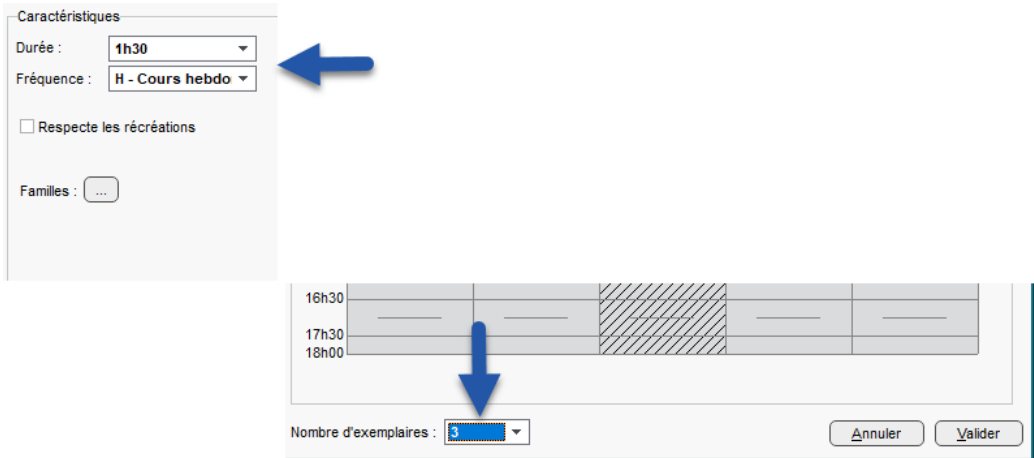 Caractéristiques
Durée : 1h30
Fréquence : H - Cours hebdo
Respecte les récréations
Familles : ...
16h30
17h30
18h00
Nombre d'exemplaires : 3 Annuler Valider